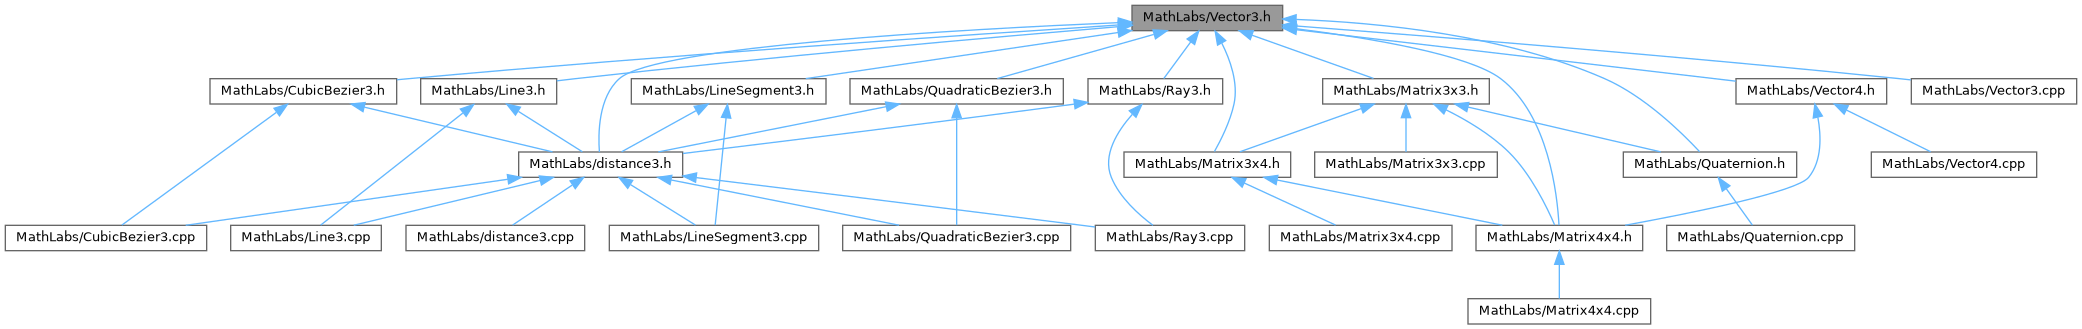 MathLabs/Vector3.h
MathLabs/CubicBezier3.h
MathLabs/Line3.h
MathLabs/LineSegment3.h
MathLabs/QuadraticBezier3.h
MathLabs/Ray3.h
MathLabs/Matrix3x3.h
MathLabs/Vector4.h
MathLabs/Vector3.cpp
MathLabs/distance3.h
MathLabs/Matrix3x4.h
MathLabs/Matrix3x3.cpp
MathLabs/Quaternion.h
MathLabs/Vector4.cpp
MathLabs/CubicBezier3.cpp
MathLabs/Line3.cpp
MathLabs/distance3.cpp
MathLabs/LineSegment3.cpp
MathLabs/QuadraticBezier3.cpp
MathLabs/Ray3.cpp
MathLabs/Matrix3x4.cpp
MathLabs/Matrix4x4.h
MathLabs/Quaternion.cpp
MathLabs/Matrix4x4.cpp